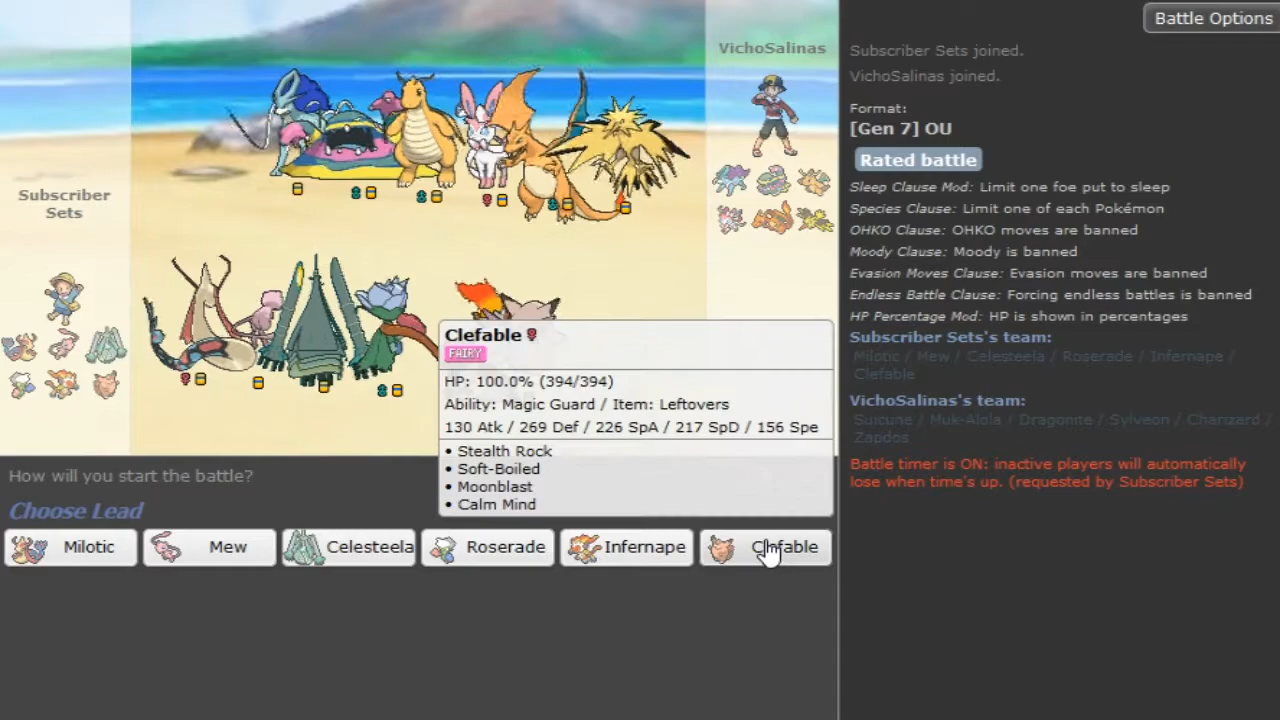 Battle Options
VichoSalinas
Subscriber Sets joined.
VichoSalinas joined.
Format:
[Gen 7] OU
Rated battle
Sleep Clause Mod: Limit one foe put to sleep
Species Clause: Limit one of each Pokémon
OHKO Clause: OHKO moves are banned
Moody Clause: Moody is banned
Evasion Moves Clause: Evasion moves are banned
Endless Battle Clause: Forcing endless battles is banned
HP Percentage Mod: HP is shown in percentages
Subscriber Sets's team:
Milotic / Mew / Celesteela / Roserade / Infernape /
Clefable
VichoSalinas's team:
Suicune / Muk-Alola / Dragonite / Sylveon / Charizard /
Zapdos
Battle timer is ON: inactive players will automatically
lose when time's up. (requested by Subscriber Sets)
Subscriber
Sets
Clefable
FAIRY
HP: 100.0% (394/394)
Ability: Magic Guard / Item: Leftovers
130 Atk / 269 Def / 226 SpA / 217 SpD / 156 Spe
• Stealth Rock
• Soft-Boiled
• Moonblast
• Calm Mind
How will you start the battle?
Choose Lead
Milotic
Mew
Celesteela
Roserade
Infernape
Clefable